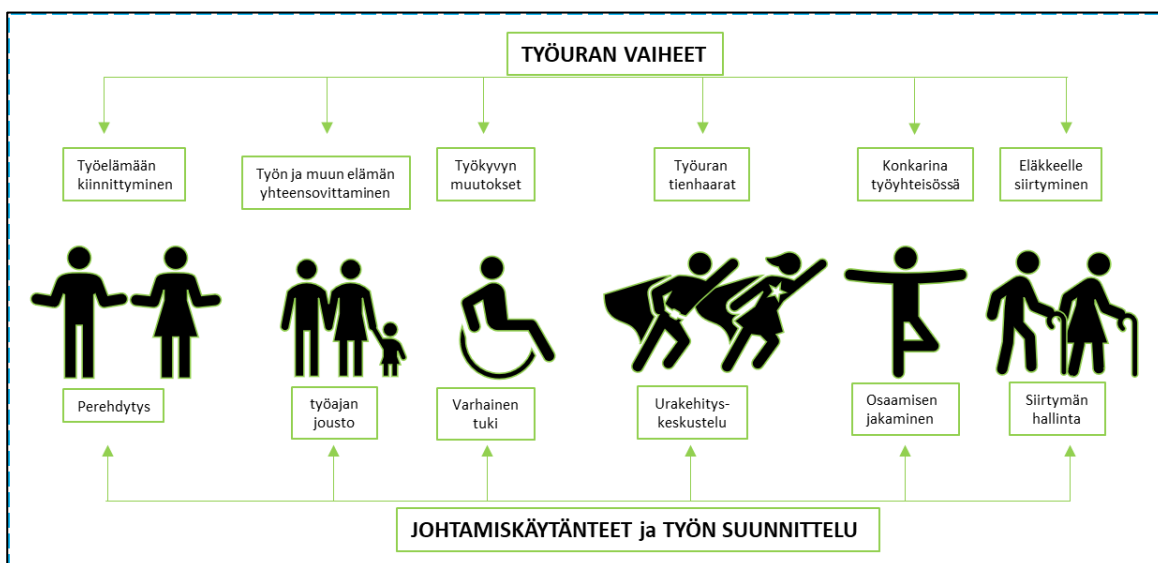 TYÖURAN VAIHEET
Työelämään
kiinnittyminen
Työn ja muun elämän
yhteensovittaminen
Työkyvyn
muutokset
Työuran
tienhaarat
Konkarina
työyhteisössä
Eläkkeelle
siirtyminen
Perehdytys
työajan
jousto
Varhainen
tuki
Urakehitys-
keskustelu
Osaamisen
jakaminen
Siirtymän
hallinta
JOHTAMISKÄYTÄNTEET ja TYÖN SUUNNITTELU